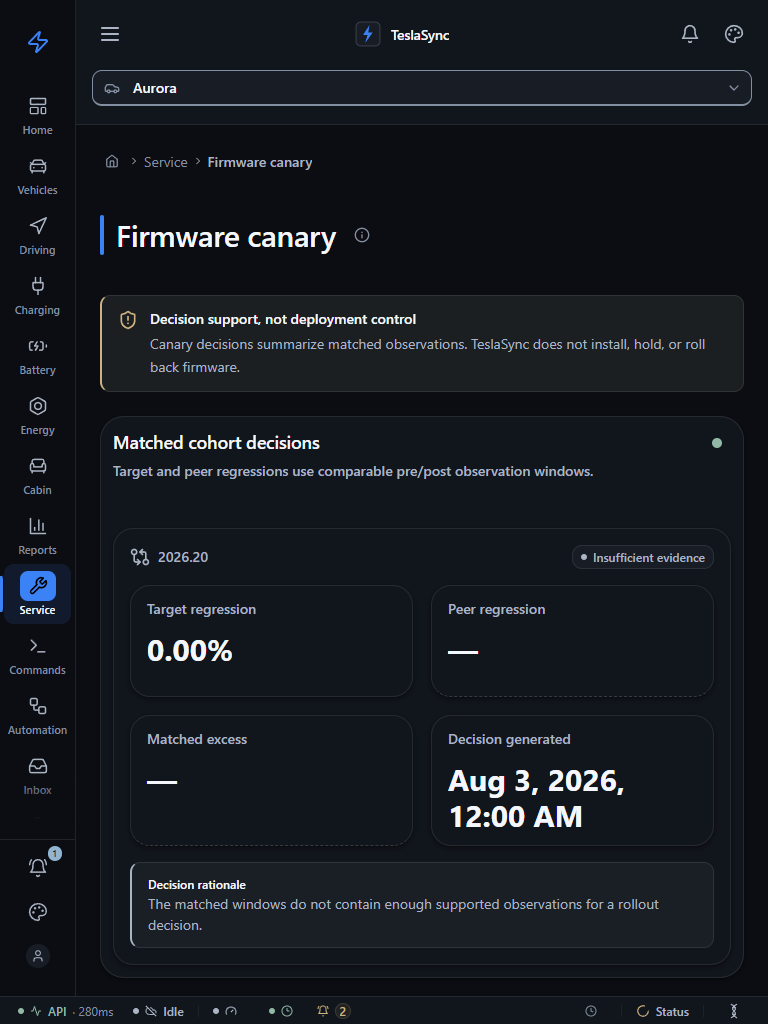 TeslaSync
Aurora
Home
Vehicles
Driving
Charging
Battery
Energy
Cabin
Reports
Service
Commands
Automation
Inbox
1
Service
Firmware canary
Firmware canary
Decision support, not deployment control
Canary decisions summarize matched observations. TeslaSync does not install, hold, or roll
back firmware.
Matched cohort decisions
Target and peer regressions use comparable pre/post observation windows.
2026.20
Insufficient evidence
Target regression
0.00%
Peer regression
—
Matched excess
—
Decision generated
Aug 3, 2026,
12:00 AM
Decision rationale
The matched windows do not contain enough supported observations for a rollout
decision.
API · 280ms
Idle
2
Status